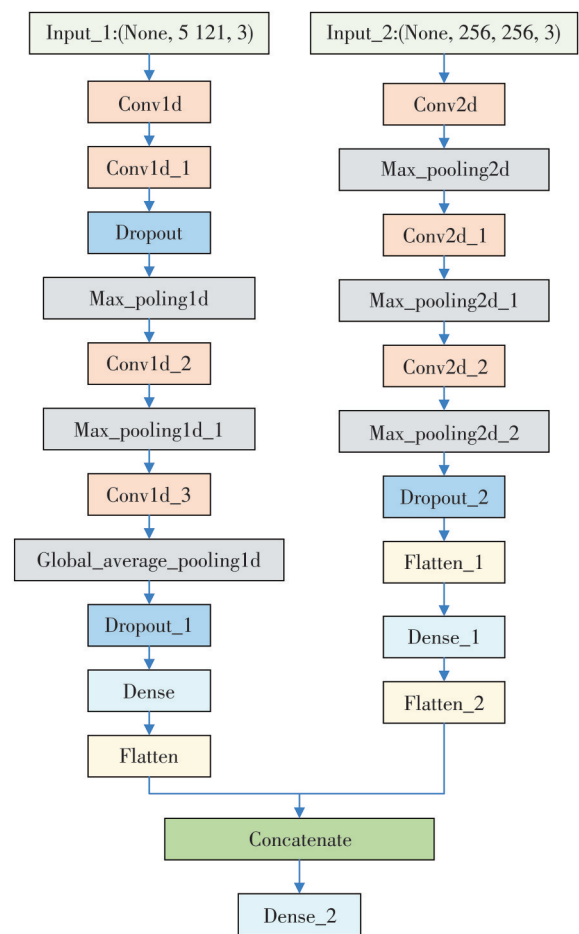 Input_1:(None, 5 121, 3)
Conv1d
Conv1d_1
Dropout
Max_poling1d
Conv1d_2
Max_pooling1d_1
Conv1d_3
Global_average_pooling1d
Dropout_1
Dense
Flatten
Input_2:(None, 256, 256, 3)
Conv2d
Max_pooling2d
Conv2d_1
Max_pooling2d_1
Conv2d_2
Max_pooling2d_2
Dropout_2
Flatten_1
Dense_1
Flatten_2
Concatenate
Dense_2